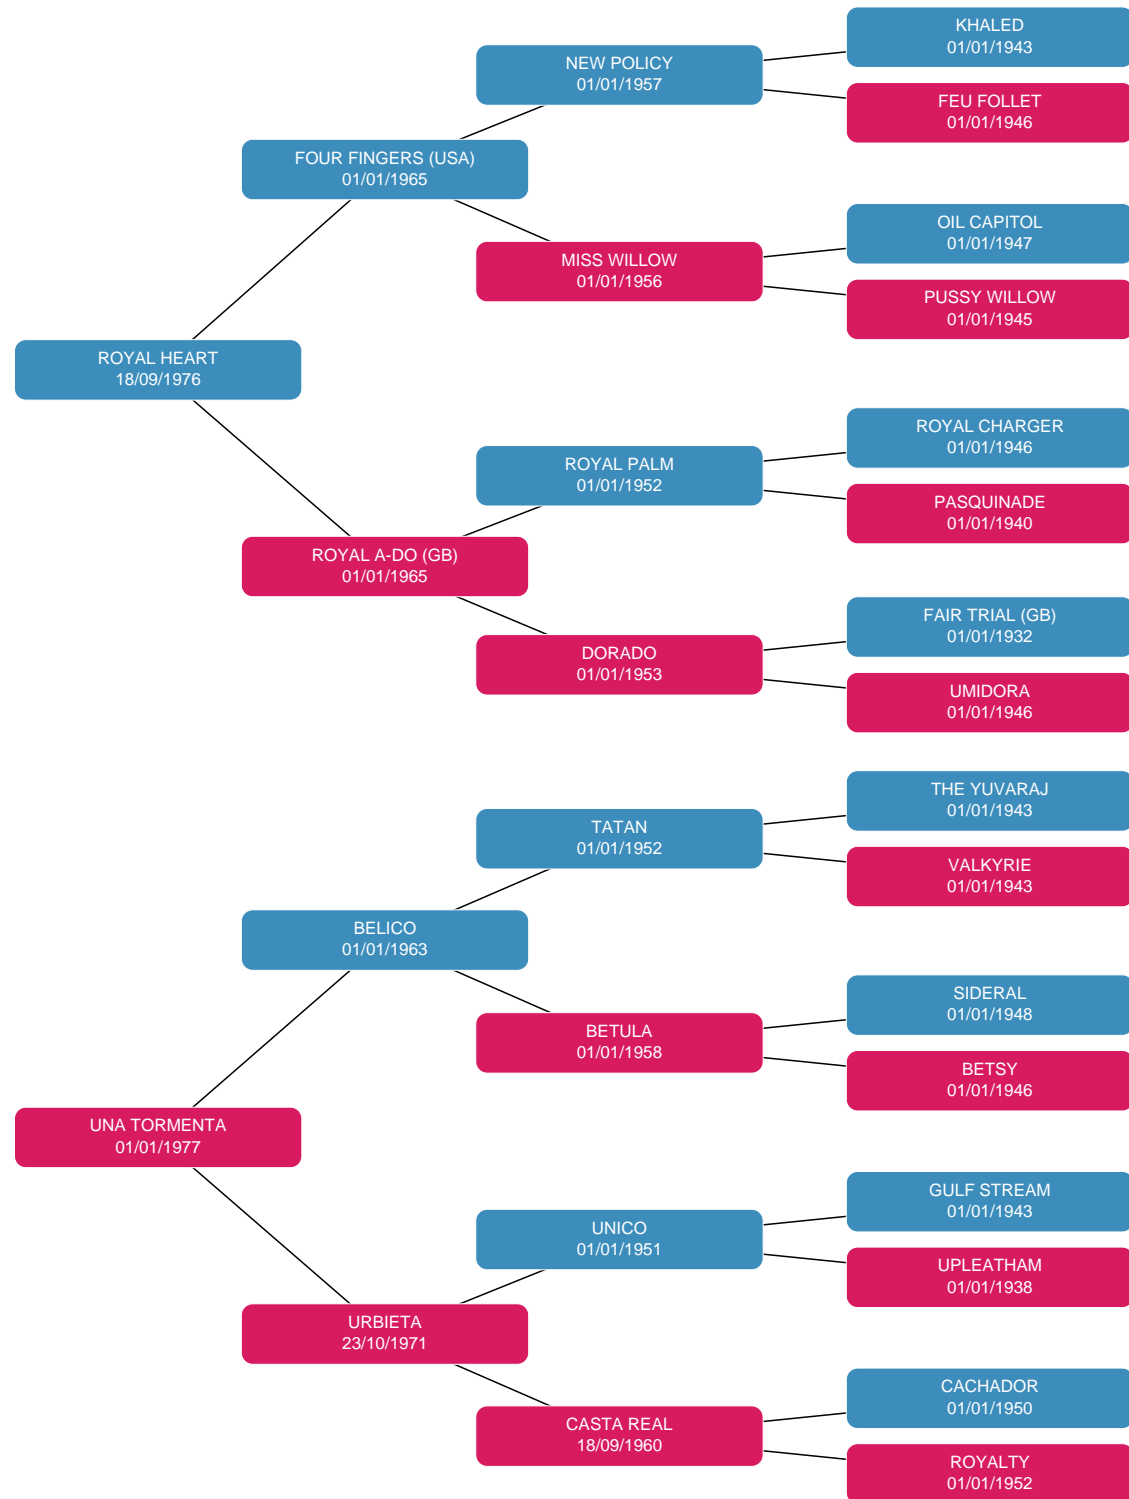 KHALED
01/01/1943
NEW POLICY
01/01/1957
FEU FOLLET
01/01/1946
FOUR FINGERS (USA)
01/01/1965
OIL CAPITOL
01/01/1947
MISS WILLOW
01/01/1956
PUSSY WILLOW
01/01/1945
ROYAL HEART
18/09/1976
ROYAL CHARGER
01/01/1946
ROYAL PALM
01/01/1952
PASQUINADE
01/01/1940
ROYAL A-DO (GB)
01/01/1965
FAIR TRIAL (GB)
01/01/1932
DORADO
01/01/1953
UMIDORA
01/01/1946
THE YUVARAJ
01/01/1943
TATAN
01/01/1952
VALKYRIE
01/01/1943
BELICO
01/01/1963
SIDERAL
01/01/1948
BETULA
01/01/1958
BETSY
01/01/1946
UNA TORMENTA
01/01/1977
GULF STREAM
01/01/1943
UNICO
01/01/1951
UPLEATHAM
01/01/1938
URBIETA
23/10/1971
CACHADOR
01/01/1950
CASTA REAL
18/09/1960
ROYALTY
01/01/1952